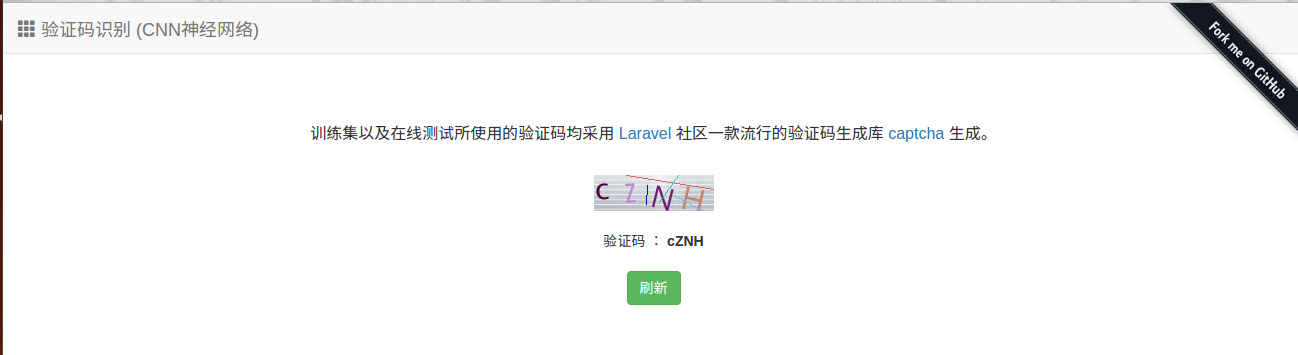 验证码识别 (CNN神经网络)
Fork me on GitHub
训练集以及在线测试所使用的验证码均采用 Laravel 社区一款流行的验证码生成库 captcha 生成。
c Z N H
验证码 ： cZNH
刷新